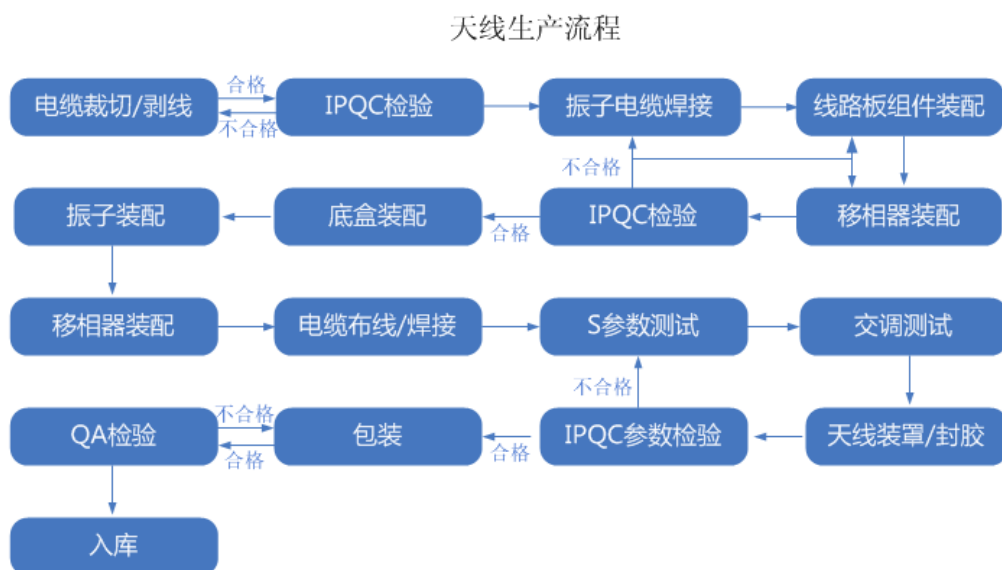 天线生产流程
电缆裁切/剥线
合格
不合格
IPQC检验
振子电缆焊接
线路板组件装配
不合格
振子装配
底盒装配
合格
IPQC检验
移相器装配
移相器装配
电缆布线/焊接
S参数测试
交调测试
不合格
QA检验
不合格
合格
包装
合格
IPQC参数检验
天线装罩/封胶
入库